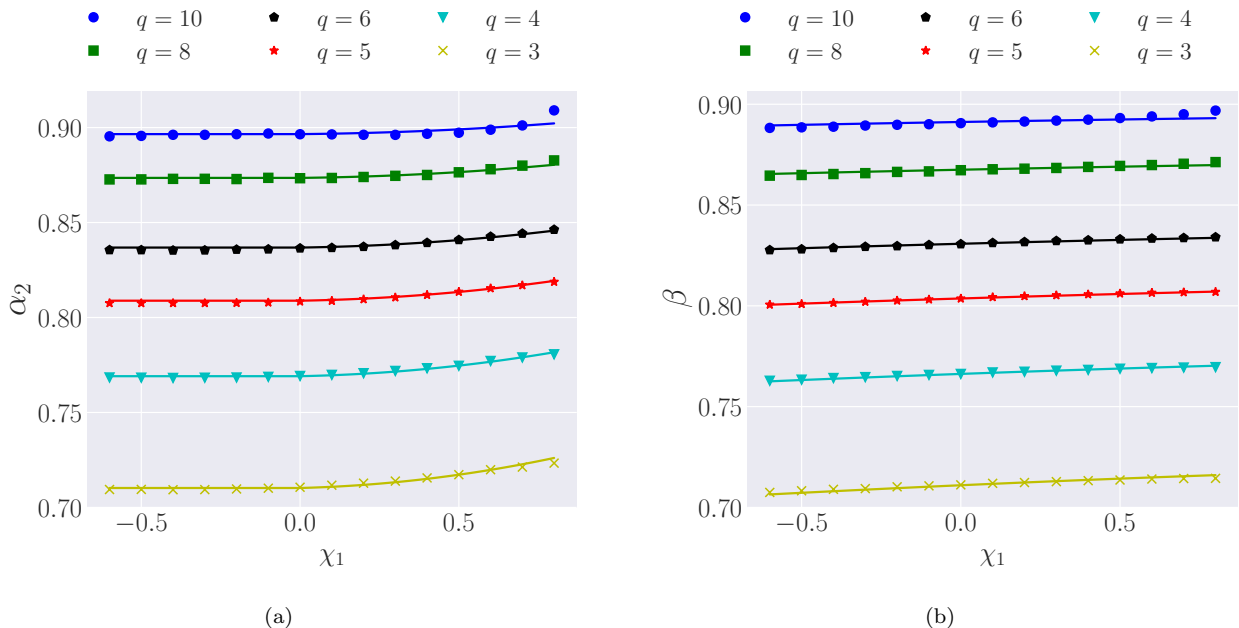 q = 10 q = 6 q = 4
q = 8 q = 5 q = 3
0.90
0.85
0.80
0.75
0.70
α₂
−0.5 0.0 0.5
χ₁
(a)
q = 10 q = 6 q = 4
q = 8 q = 5 q = 3
0.90
0.85
0.80
0.75
0.70
β
−0.5 0.0 0.5
χ₁
(b)